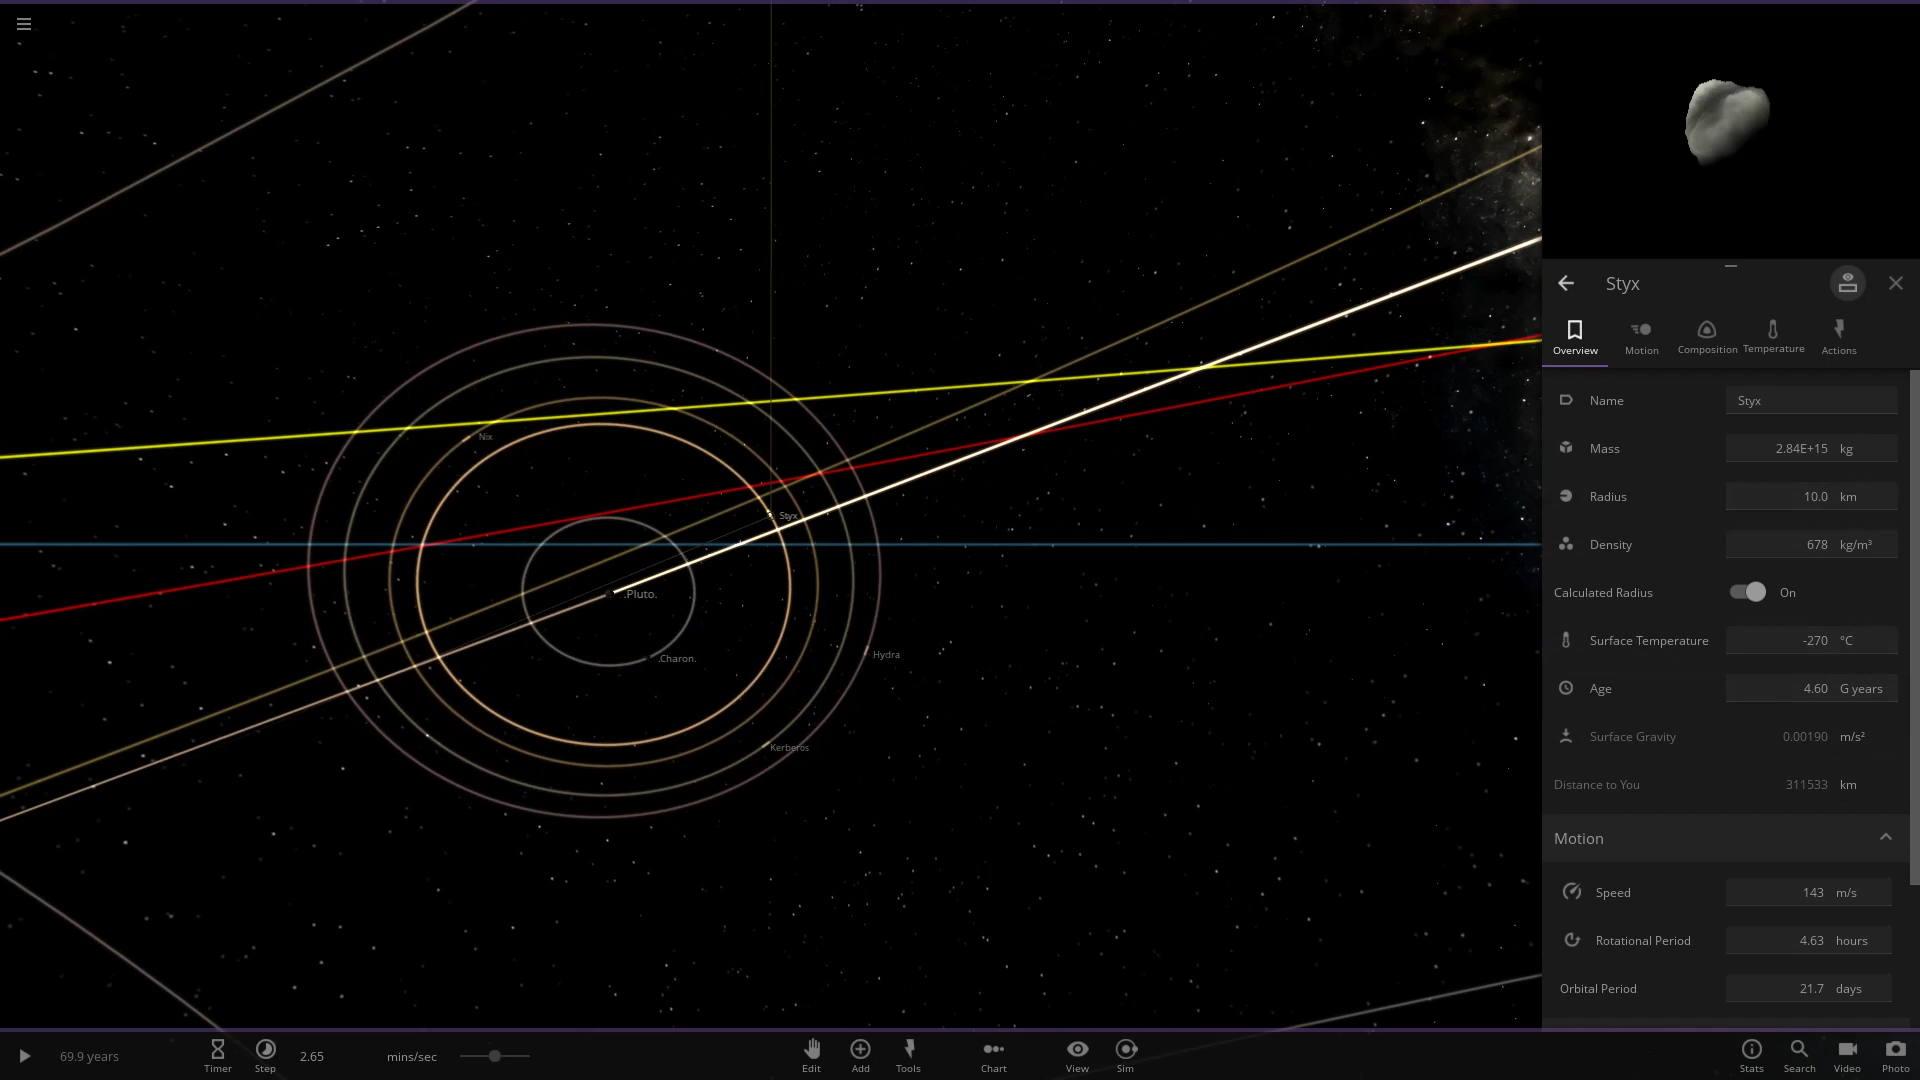 Nix
Styx
.Pluto.
.Charon.
Hydra
Kerberos
Styx
Overview Motion Composition Temperature Actions
Name Styx
Mass 2.84E+15 kg
Radius 10.0 km
Density 678 kg/m³
Calculated Radius On
Surface Temperature -270 °C
Age 4.60 G years
Surface Gravity 0.00190 m/s²
Distance to You 311533 km
Motion
Speed 143 m/s
Rotational Period 4.63 hours
Orbital Period 21.7 days
69.9 years
Timer Step 2.65 mins/sec
Edit Add Tools Chart View Sim
Stats Search Video Photo